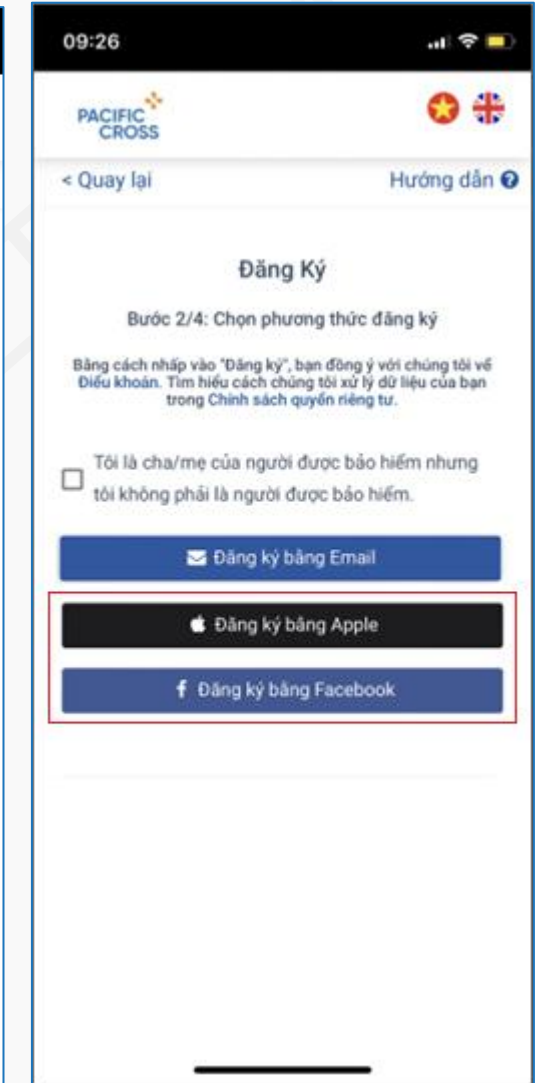 09:26
PACIFIC
CROSS
< Quay lại
Hướng dẫn
Đăng Ký
Bước 2/4: Chọn phương thức đăng ký
Bằng cách nhấp vào "Đăng ký", bạn đồng ý với chúng tôi về
Điều khoản. Tìm hiểu cách chúng tôi xử lý dữ liệu của bạn
trong Chính sách quyền riêng tư.
Tôi là cha/mẹ của người được bảo hiểm nhưng
tôi không phải là người được bảo hiểm.
Đăng ký bằng Email
Đăng ký bằng Apple
Đăng ký bằng Facebook